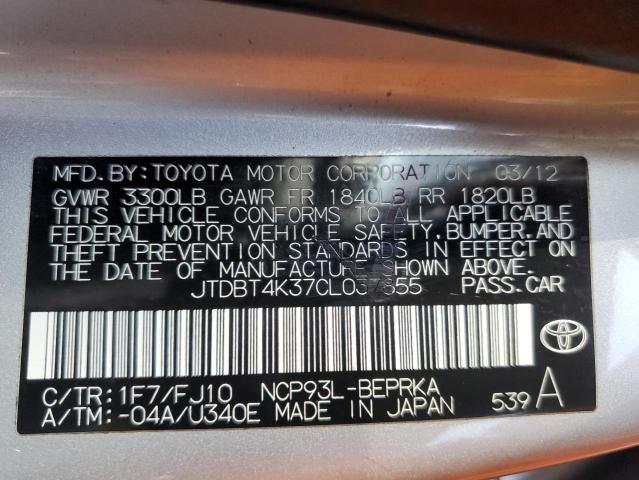 MFD.BY:TOYOTA MOTOR CORPORATION 03/12
GVWR 3300LB GAWR FR 1840LB RR 1820LB
THIS VEHICLE CONFORMS TO ALL APPLICABLE
FEDERAL MOTOR VEHICLE SAFETY,BUMPER,AND
THEFT PREVENTION STANDARDS IN EFFECT ON
THE DATE OF MANUFACTURE SHOWN ABOVE.
PASS.CAR
C/TR:1F7/FJ10 NCP93L-BEPRKA
A/TM:-04A/U340E MADE IN JAPAN
539 A